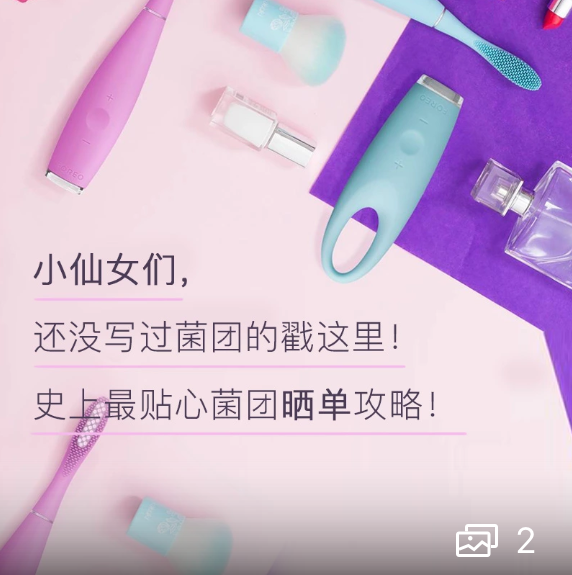 小仙女们，
还没写过菌团的戳这里！
史上最贴心菌团晒单攻略！
2